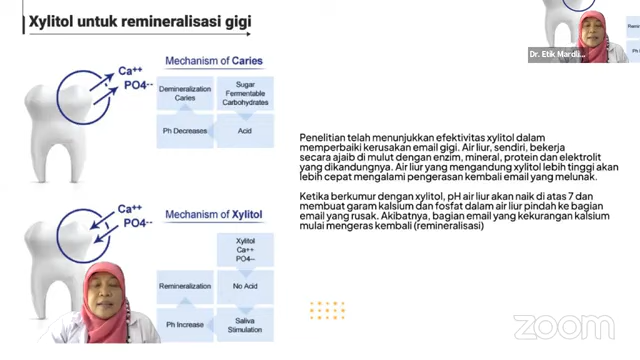 Xylitol untuk remineralisasi gigi
Mechanism of Caries
Ca++
PO4--
Demineralization
Caries
Sugar
Fermentable
Carbohydrates
Ph Decreases
Acid
Mechanism of Xylitol
Ca++
PO4--
Xylitol
Ca++
PO4--
Remineralization
No Acid
Ph Increase
Saliva
Stimulation
Penelitian telah menunjukkan efektivitas xylitol dalam
memperbaiki kerusakan email gigi. Air liur, sendiri, bekerja
secara ajaib di mulut dengan enzim, mineral, protein dan elektrolit
yang dikandungnya. Air liur yang mengandung xylitol lebih tinggi akan
lebih cepat mengalami pengerasan kembali email yang melunak.
Ketika berkumur dengan xylitol, pH air liur akan naik di atas 7 dan
membuat garam kalsium dan fosfat dalam air liur pindah ke bagian
email yang rusak. Akibatnya, bagian email yang kekurangan kalsium
mulai mengeras kembali (remineralisasi)
Dr. Etik Mardli...
zoom